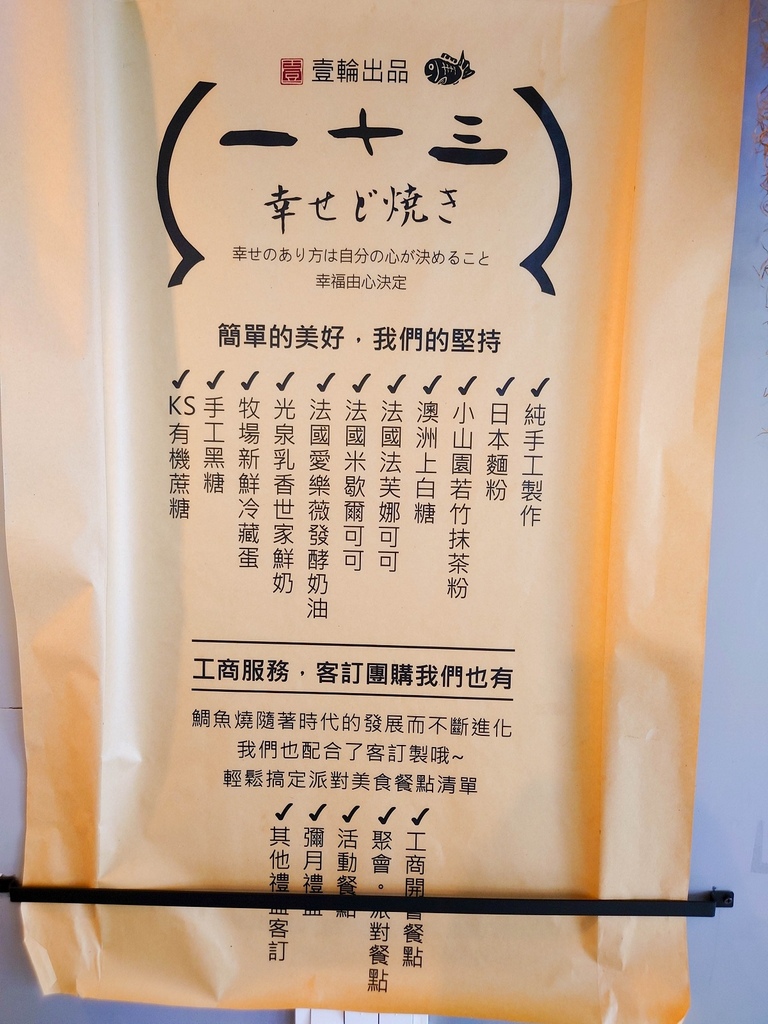 壹 壹輪出品
一十三
幸せど焼き
幸せのあり方は自分の心が決めること
幸福由心決定
簡單的美好，我們的堅持
✓純手工製作
✓日本麵粉
✓小山園若竹抹茶粉
✓澳洲上白糖
✓法國法芙娜可可
✓法國米歇爾可可
✓法國愛樂薇發酵奶油
✓光泉乳香世家鮮奶
✓牧場新鮮冷藏蛋
✓手工黑糖
✓KS有機蔗糖
工商服務，客訂團購我們也有
鯛魚燒隨著時代的發展而不斷進化
我們也配合了客訂製哦~
輕鬆搞定派對美食餐點清單
✓工商開會餐點
✓聚會。派對餐點
✓活動餐點
✓彌月禮盒
✓其他禮盒客訂